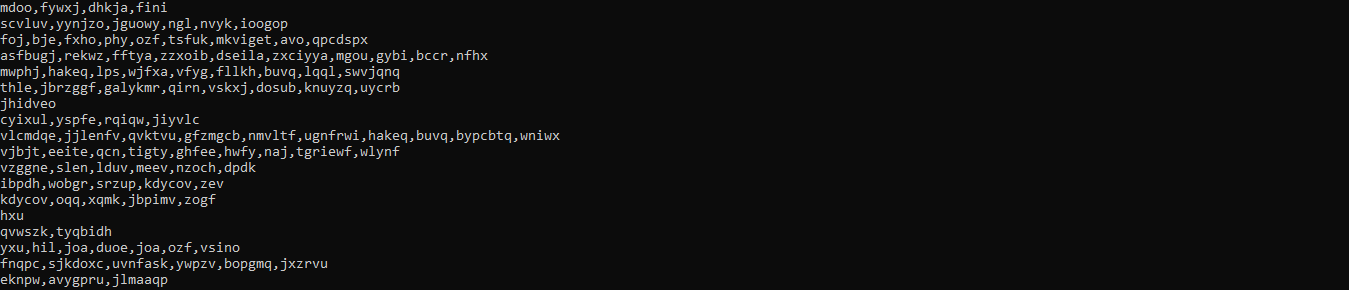 mdoo,fywxj,dhkja,fini
scvluv,yynjzo,jguowy,ngl,nvyk,ioogop
foj,bje,fxho,phy,ozf,tsfuk,mkviget,avo,qpcdspx
asfbugj,rekwz,fftya,zzxoib,dseila,zxciyya,mgou,gybi,bccr,nfhx
mwphj,hakeq,lps,wjfxa,vfyg,fllkh,buvq,lqql,swvjqnq
thle,jbrzggf,galykmr,qirn,vskxj,dosub,knuyzq,uycrb
jhidveo
cyixul,yspfe,rqiqw,jiyvlc
vlcmdqe,jjlenfv,qvktvu,gfzmgcb,nmvltf,ugnfrwi,hakeq,buvq,bypcbtq,wniwx
vjbjt,eeite,qcn,tigty,ghfee,hwfy,naj,tgriewf,wlynf
vzggne,slen,lduv,meev,nzoch,dpdk
ibpdh,wobgr,srzup,kdycov,zev
kdycov,oqq,xqmk,jbpimv,zogf
hxu
qvwszk,tyqbidh
yxu,hil,joa,duoe,joa,ozf,vsino
fnqpc,sjkdoxc,uvnfask,ywpzv,bopgmq,jxzrvu
eknpw,avygpru,jlmaaqp